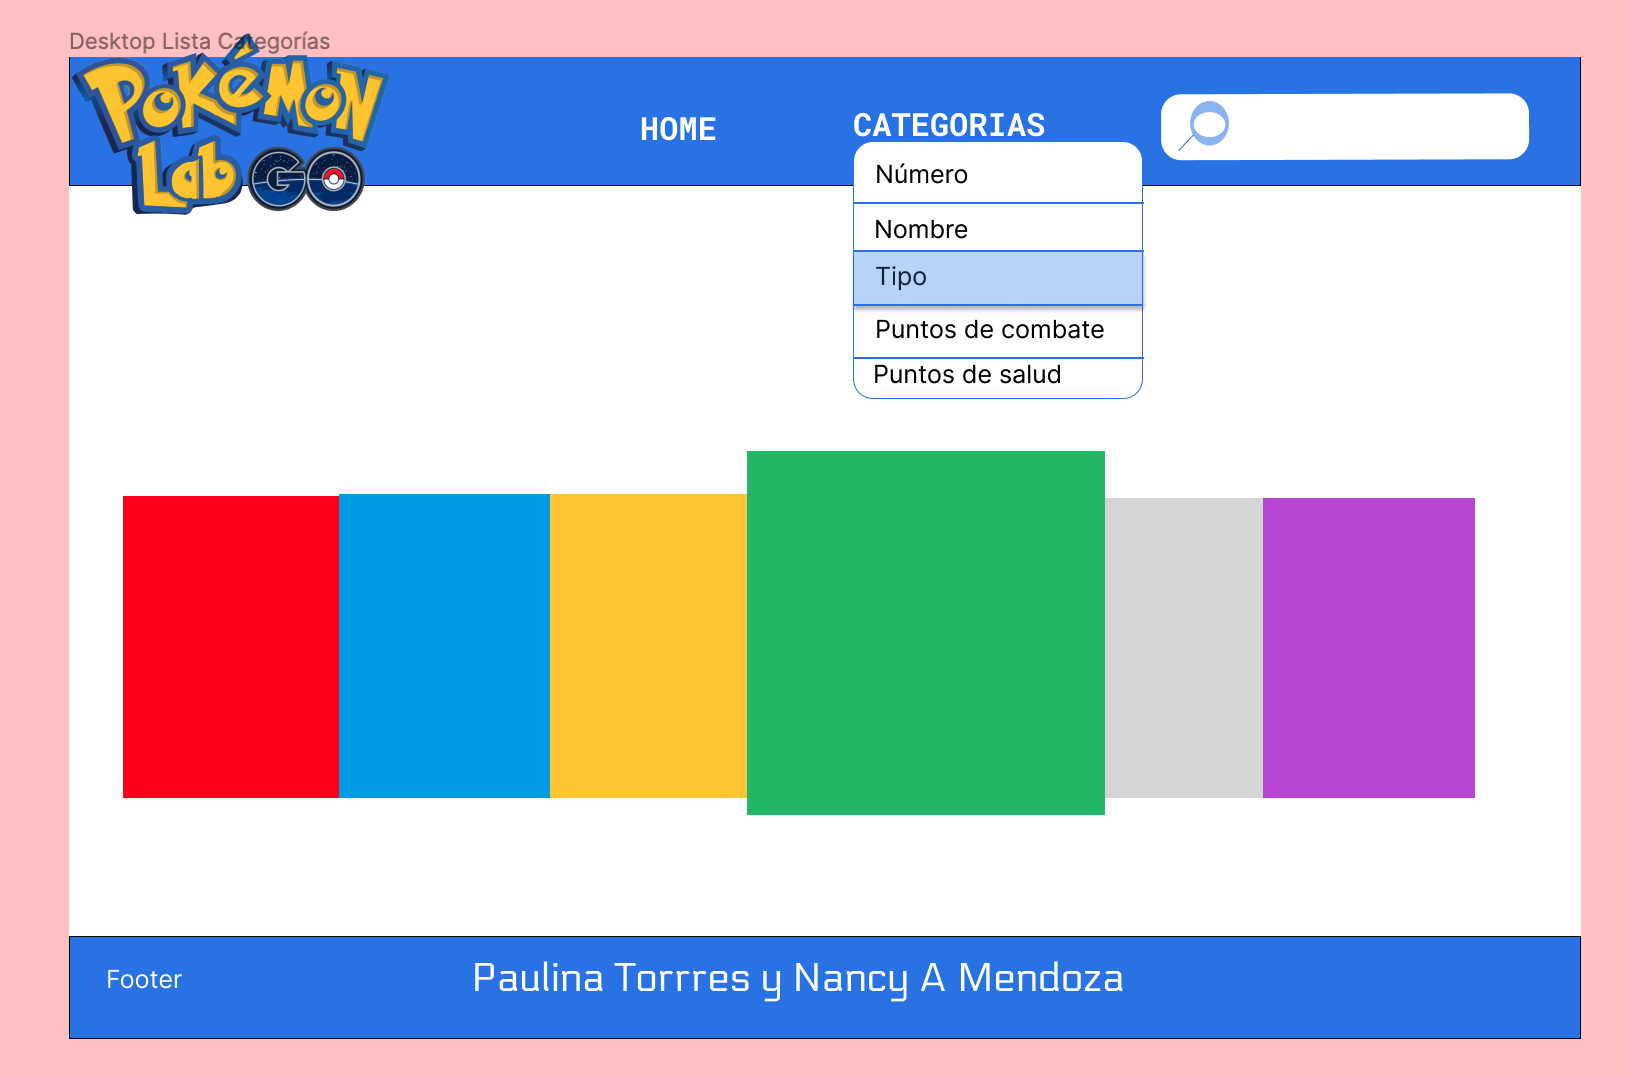 Desktop Lista Categorías
POKéMON
Lab GO
HOME
CATEGORIAS
Número
Nombre
Tipo
Puntos de combate
Puntos de salud
Footer
Paulina Torrres y Nancy A Mendoza